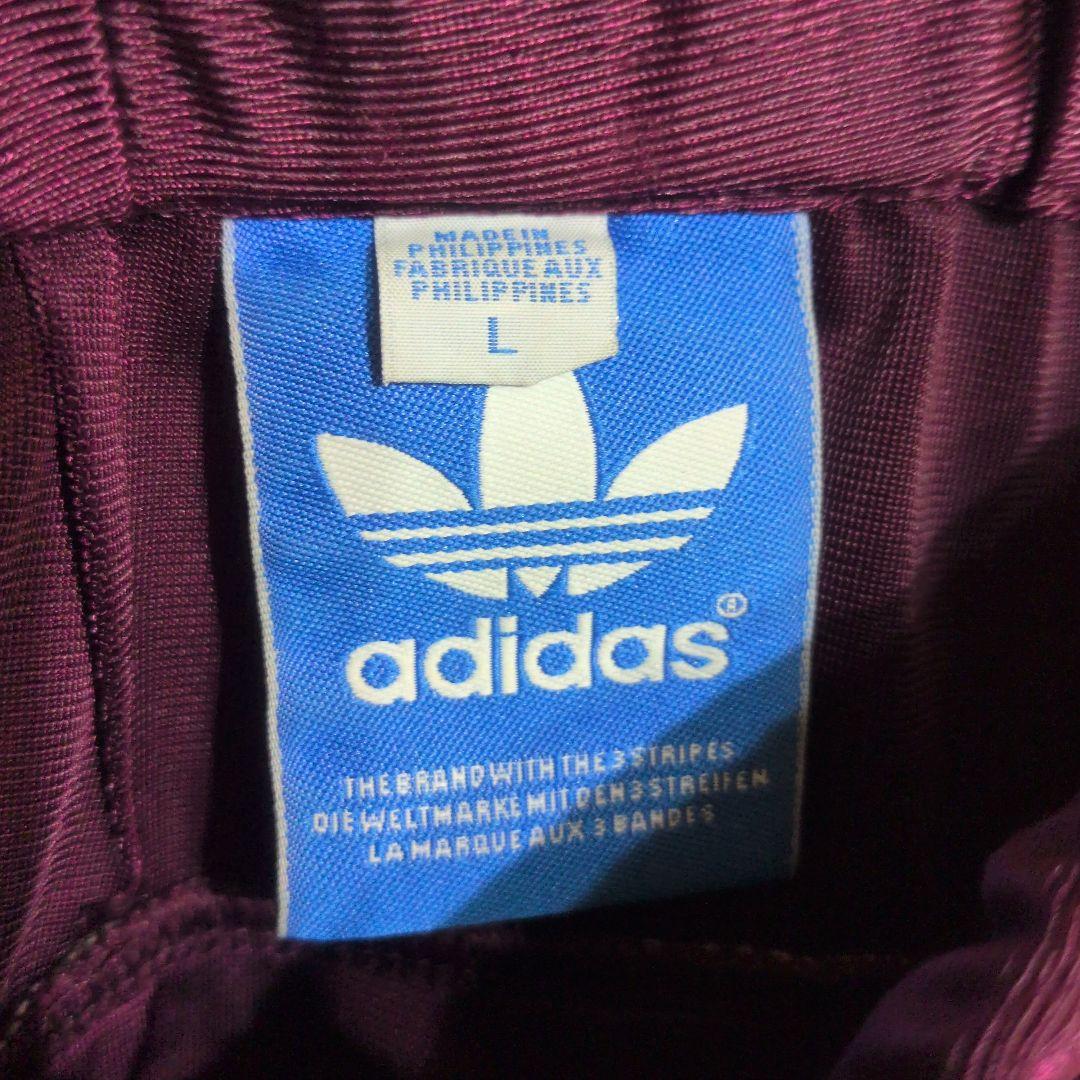 MADE IN
PHILIPPINES
FABRIQUE AUX
PHILIPPINES
L
adidas®
THE BRAND WITH THE 3 STRIPES
DIE WELTMARKE MIT DEN 3 STREIFEN
LA MARQUE AUX 3 BANDES